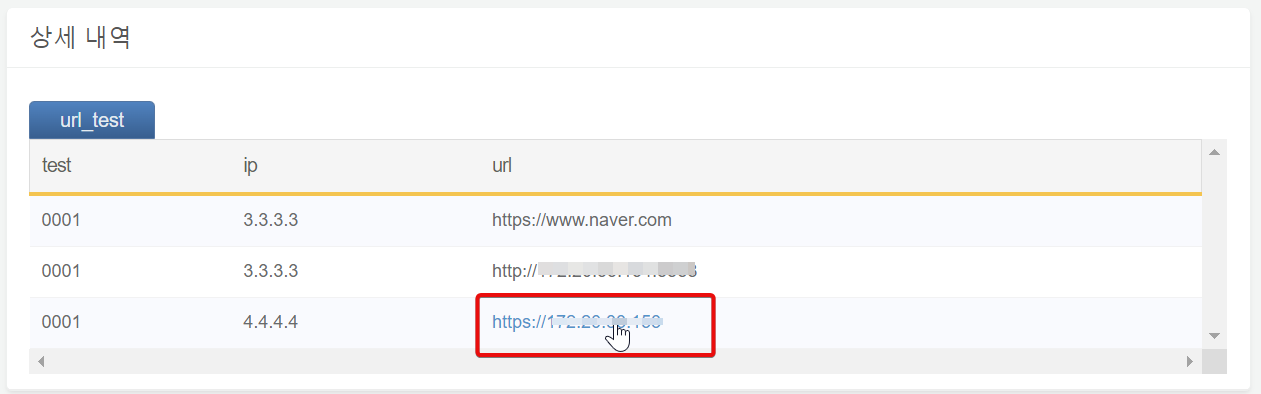 상세 내역
url_test
test ip url
0001 3.3.3.3 https://www.naver.com
0001 3.3.3.3 http://
0001 4.4.4.4 https://